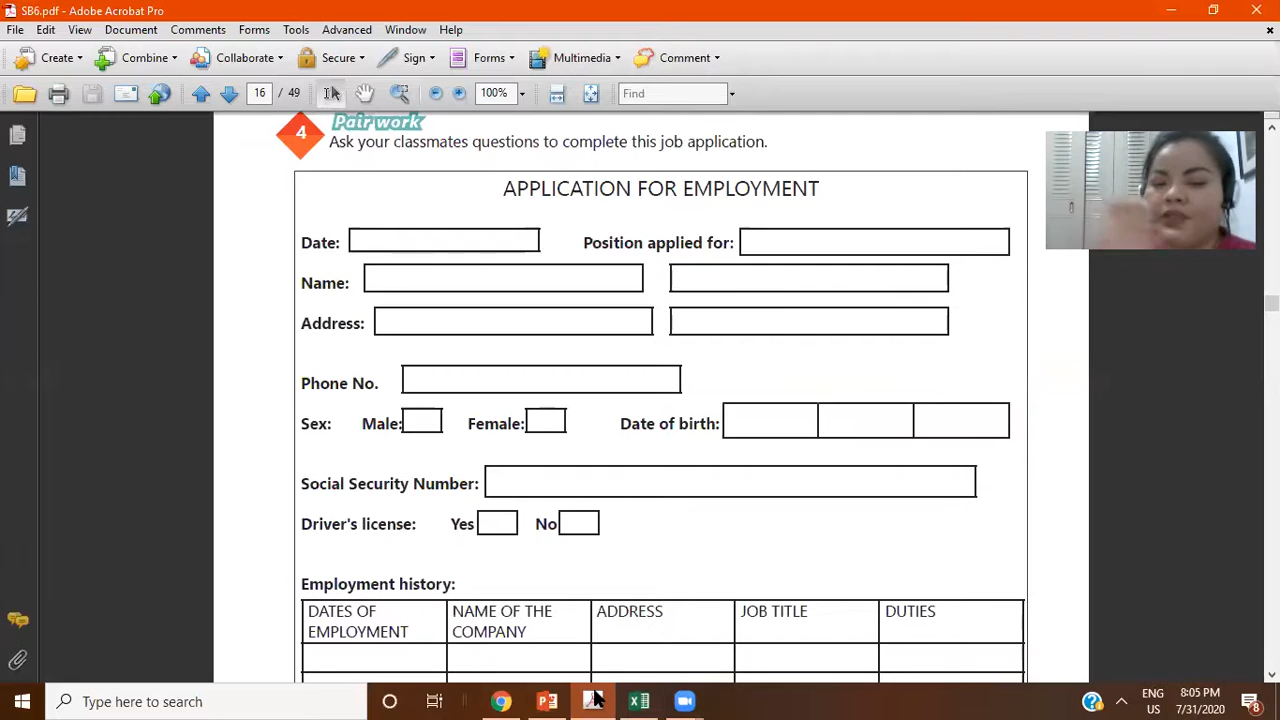 SB6.pdf - Adobe Acrobat Pro
File Edit View Document Comments Forms Tools Advanced Window Help
Create Combine Collaborate Secure Sign Forms Multimedia Comment
16 / 49 100% Find
4 Pair work
Ask your classmates questions to complete this job application.
APPLICATION FOR EMPLOYMENT
Date: Position applied for:
Name:
Address:
Phone No.
Sex: Male: Female: Date of birth:
Social Security Number:
Driver's license: Yes No
Employment history:
DATES OF EMPLOYMENT
NAME OF THE COMPANY
ADDRESS
JOB TITLE
DUTIES
Type here to search
ENG
US
8:05 PM
7/31/2020
8